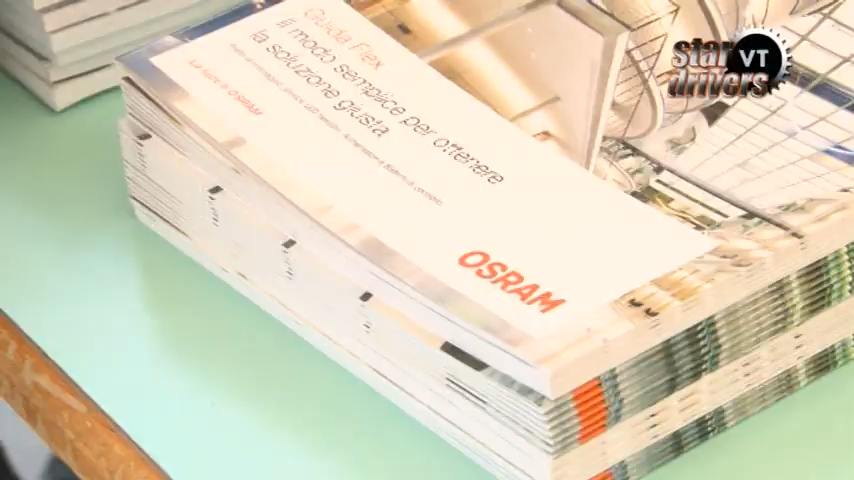 Guida Flex
Il modo semplice per ottenere
la soluzione giusta
La luce è OSRAM
OSRAM
star VT
drivers